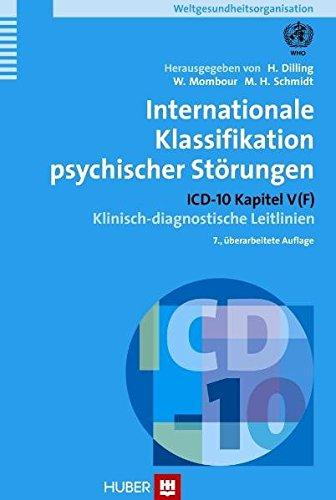 Weltgesundheitsorganisation
WHO
Herausgegeben von H. Dilling
W. Mombour M. H. Schmidt
Internationale
Klassifikation
psychischer Störungen
ICD-10 Kapitel V(F)
Klinisch-diagnostische Leitlinien
7., überarbeitete Auflage
ICD
-10
HUBER